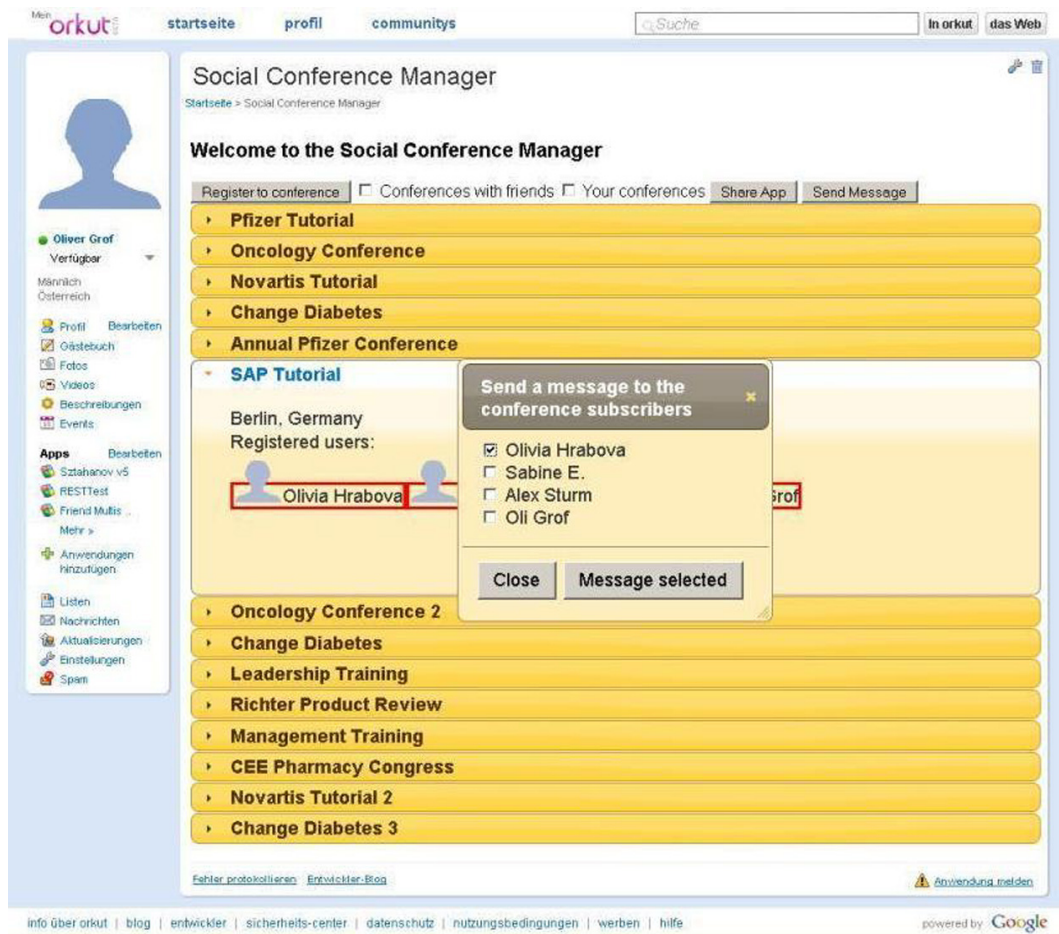 Mein orkut BETA startseite profil communitys Suche In orkut das Web
Social Conference Manager
Startseite > Social Conference Manager
Welcome to the Social Conference Manager
Register to conference Conferences with friends Your conferences Share App Send Message
Oliver Grof
Verfügbar
Männlich
Österreich
Profil Bearbeiten
Gästebuch
Fotos
Videos
Beschreibungen
Events
Apps Bearbeiten
Sztahanov v5
RESTTest
Friend Multis ..
Mehr »
Anwendungen
hinzufügen
Listen
Nachrichten
Aktualisierungen
Einstellungen
Spam
Pfizer Tutorial
Oncology Conference
Novartis Tutorial
Change Diabetes
Annual Pfizer Conference
SAP Tutorial
Berlin, Germany
Registered users:
Olivia Hrabova Grof
Send a message to the
conference subscribers
Olivia Hrabova
Sabine E.
Alex Sturm
Oli Grof
Close Message selected
Oncology Conference 2
Change Diabetes
Leadership Training
Richter Product Review
Management Training
CEE Pharmacy Congress
Novartis Tutorial 2
Change Diabetes 3
Fehler protokollieren Entwickler-Blog Anwendung melden
info über orkut | blog | entwickler | sicherheits-center | datenschutz | nutzungsbedingungen | werben | hilfe powered by Google